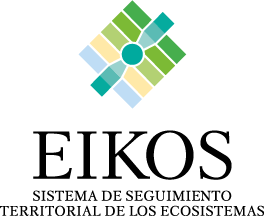 EIKOS
SISTEMA DE SEGUIMIENTO
TERRITORIAL DE LOS ECOSISTEMAS